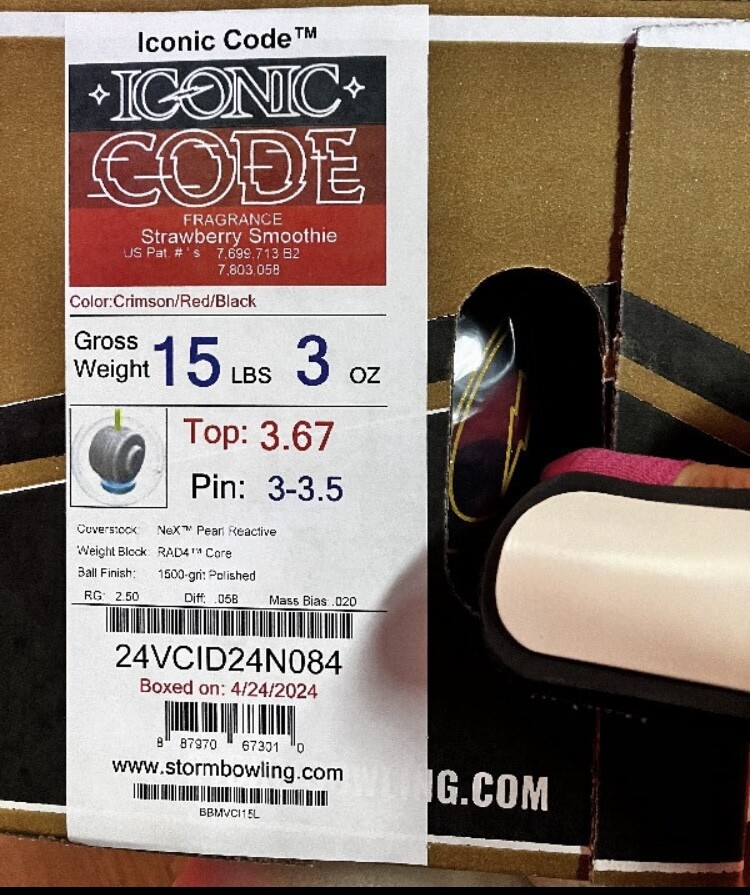 Iconic Code™
ICONIC
CODE
FRAGRANCE
Strawberry Smoothie
US Pat. #'s 7,699,713 B2
7,803,058
Color:Crimson/Red/Black
Gross
Weight 15 LBS 3 OZ
Top: 3.67
Pin: 3-3.5
Coverstock: NeX™ Pearl Reactive
Weight Block: RAD4™ Core
Ball Finish: 1500-grit Polished
RG: 2.50 Diff: .058 Mass Bias: .020
24VCID24N084
Boxed on: 4/24/2024
8 87970 67301 0
www.stormbowling.com
BBMVCI15L
WLING.COM